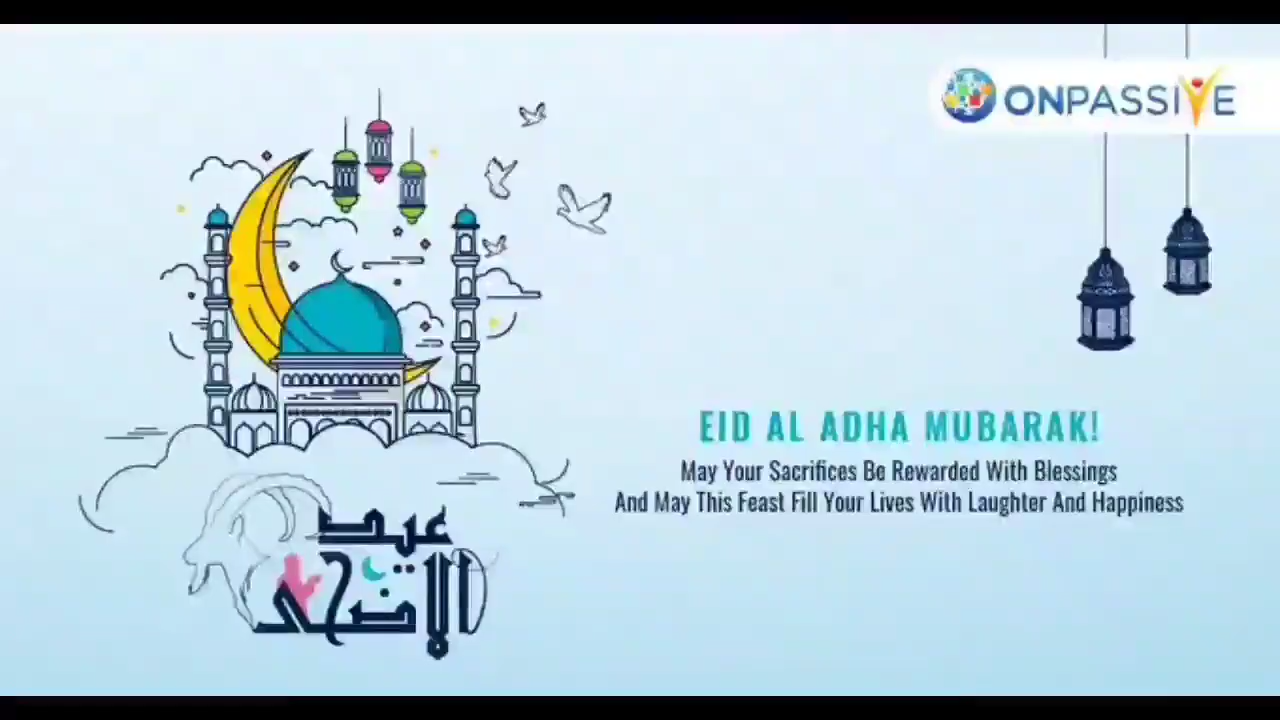 ONPASSIVE
EID AL ADHA MUBARAK!
May Your Sacrifices Be Rewarded With Blessings
And May This Feast Fill Your Lives With Laughter And Happiness
عيد
الاضحى